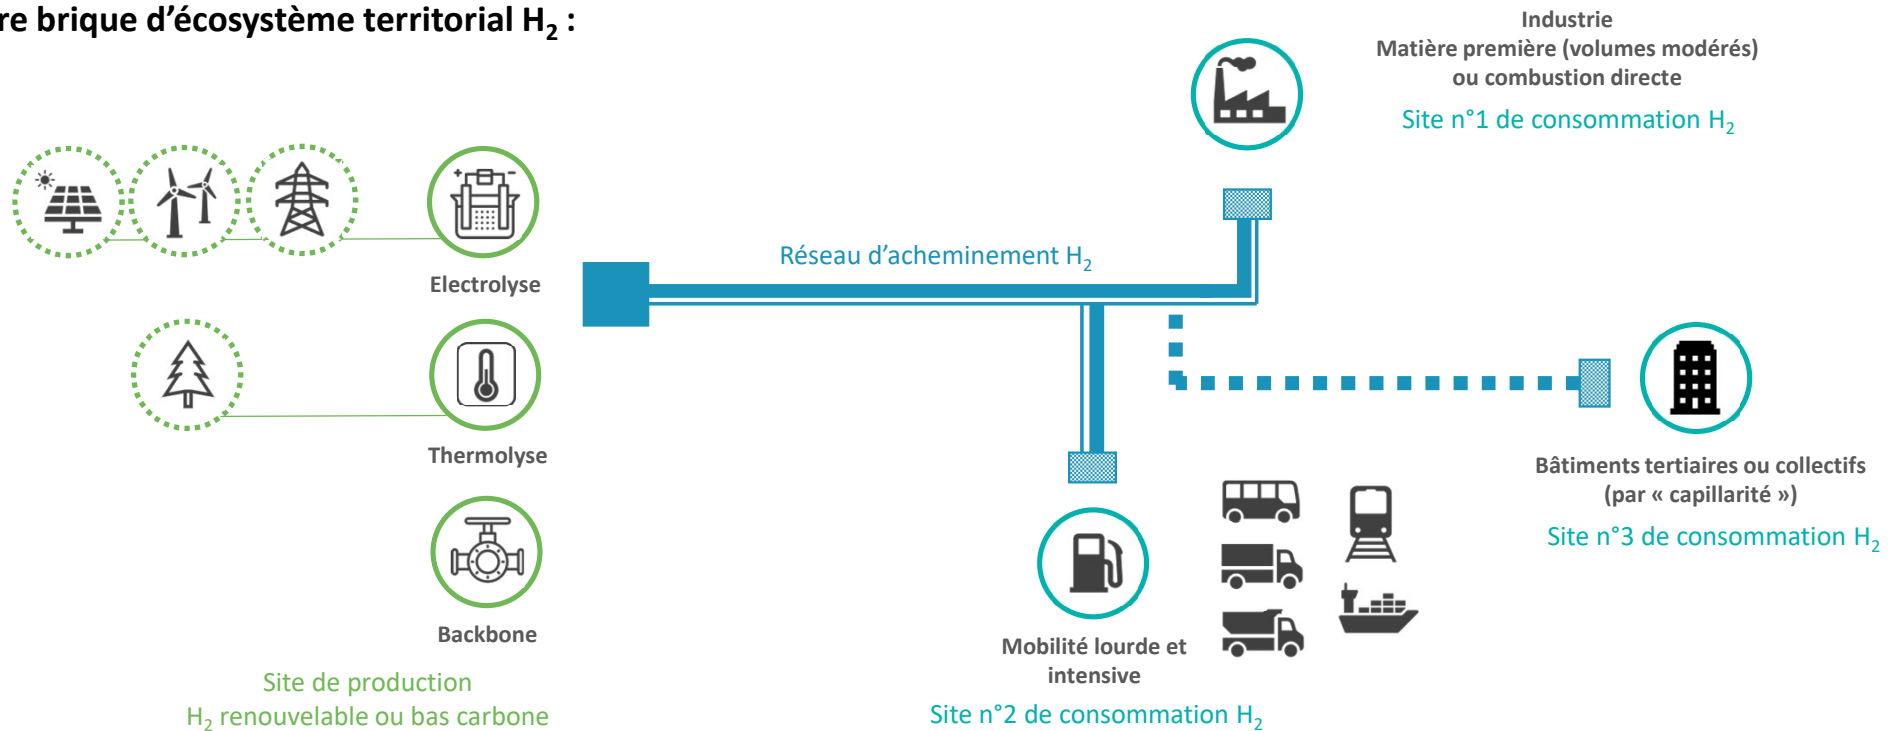 re brique d'écosystème territorial H₂ :
Industrie
Matière première (volumes modérés)
ou combustion directe
Site n°1 de consommation H₂
Réseau d'acheminement H₂
Electrolyse
Thermolyse
Backbone
Site de production
H₂ renouvelable ou bas carbone
Mobilité lourde et
intensive
Site n°2 de consommation H₂
Bâtiments tertiaires ou collectifs
(par « capillarité »)
Site n°3 de consommation H₂